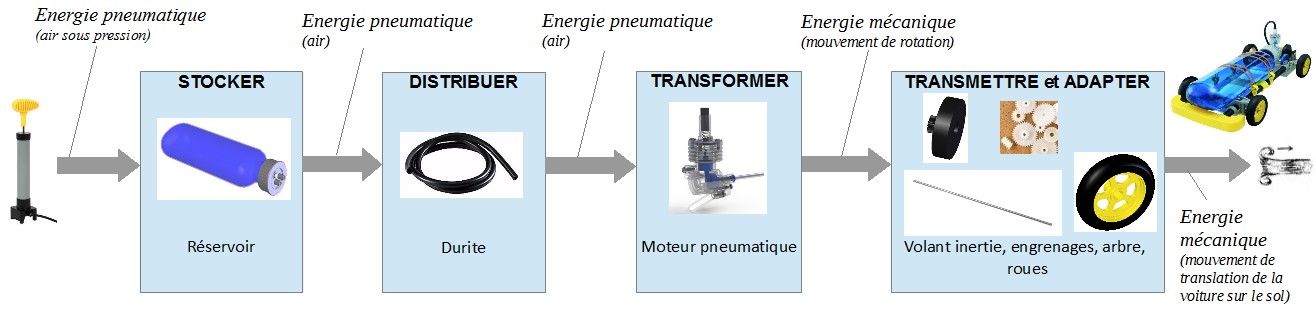 Energie pneumatique
(air sous pression)
Energie pneumatique
(air)
Energie pneumatique
(air)
Energie mécanique
(mouvement de rotation)
STOCKER
Réservoir
DISTRIBUER
Durite
TRANSFORMER
Moteur pneumatique
TRANSMETTRE et ADAPTER
Volant inertie, engrenages, arbre,
roues
Energie
mécanique
(mouvement de
translation de la
voiture sur le sol)